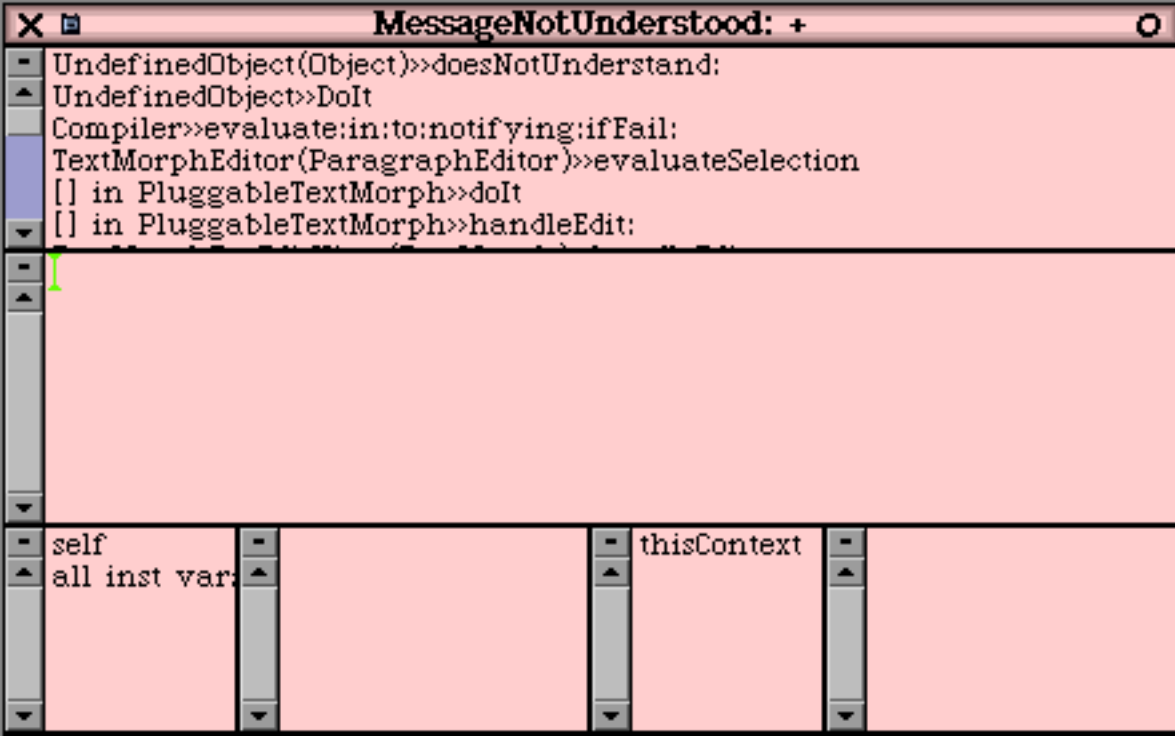 MessageNotUnderstood: +
UndefinedObject(Object)>>doesNotUnderstand:
UndefinedObject>>DoIt
Compiler>>evaluate:in:to:notifying:ifFail:
TextMorphEditor(ParagraphEditor)>>evaluateSelection
[] in PluggableTextMorph>>doIt
[] in PluggableTextMorph>>handleEdit:
self
all inst var
thisContext